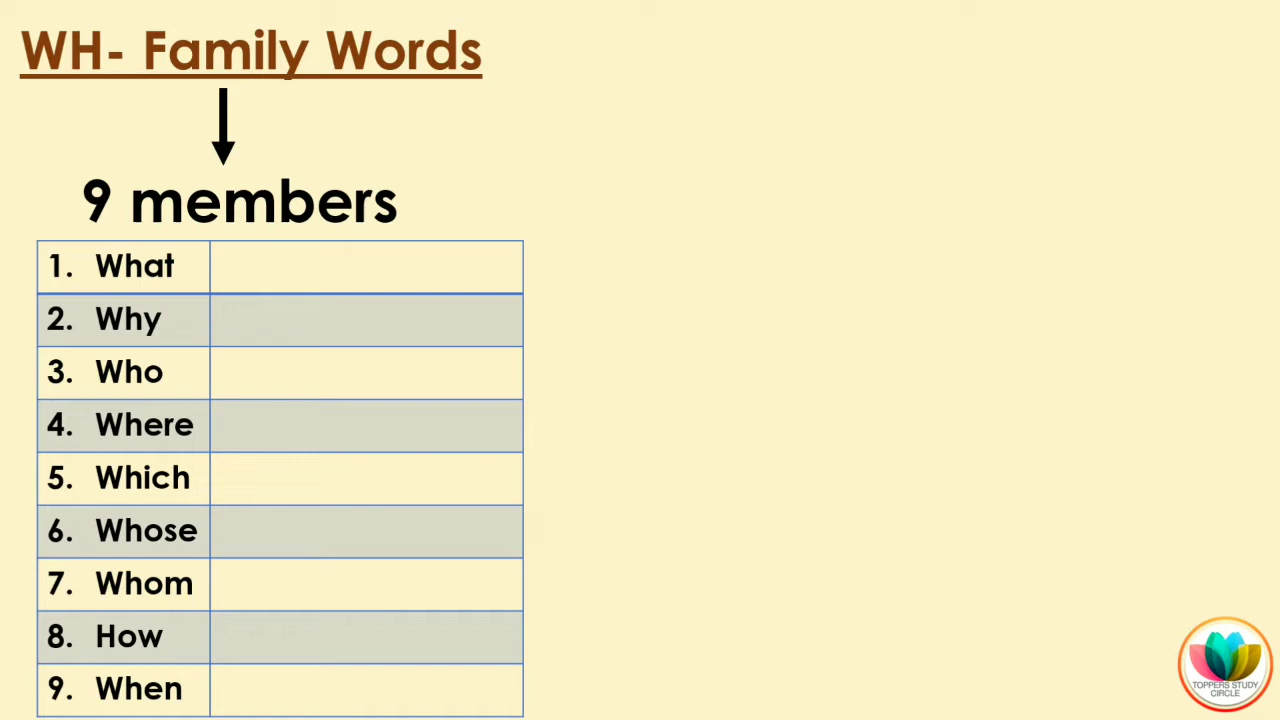 WH- Family Words
9 members
1. What
2. Why
3. Who
4. Where
5. Which
6. Whose
7. Whom
8. How
9. When
TOPPERS STUDY
CIRCLE